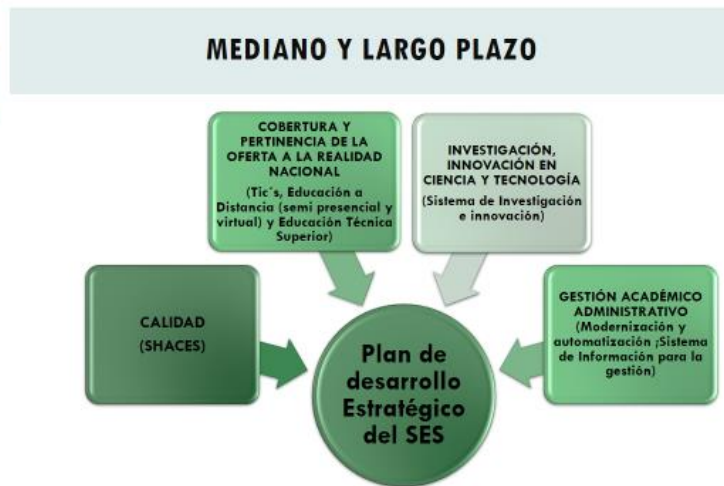 MEDIANO Y LARGO PLAZO
COBERTURA Y
PERTINENCIA DE LA
OFERTA A LA REALIDAD
NACIONAL
(Tic´s, Educación a
Distancia (semi presencial y
virtual) y Educación Técnica
Superior)
INVESTIGACIÓN,
INNOVACIÓN EN
CIENCIA Y TECNOLOGÍA
(Sistema de Investigación
e innovación)
CALIDAD
(SHACES)
GESTIÓN ACADÉMICO
ADMINISTRATIVO
(Modernización y
automatización ;Sistema
de Información para la
gestión)
Plan de
desarrollo
Estratégico
del SES